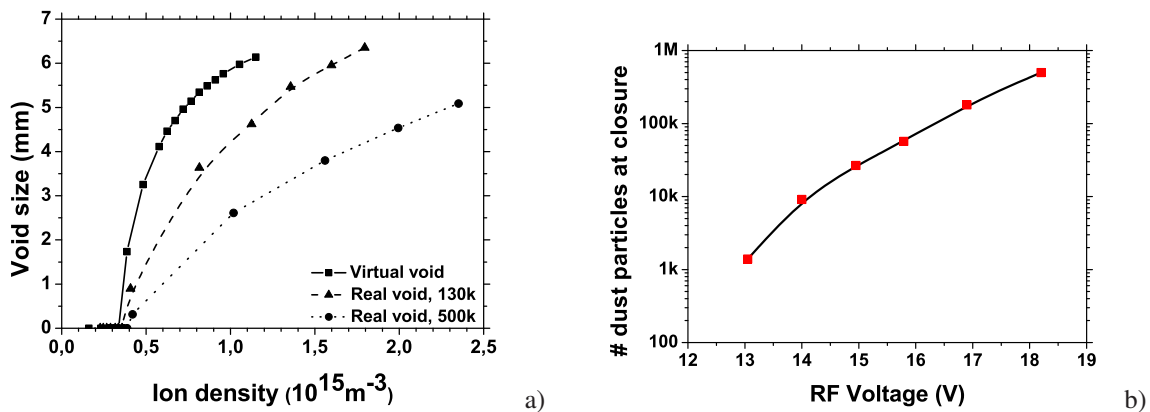 7
6
5
4
3
2
1
0
Void size (mm)
Virtual void
Real void, 130k
Real void, 500k
0,0 0,5 1,0 1,5 2,0 2,5
Ion density (10^15 m^-3)
a)
1M
100k
10k
1k
100
# dust particles at closure
12 13 14 15 16 17 18 19
RF Voltage (V)
b)